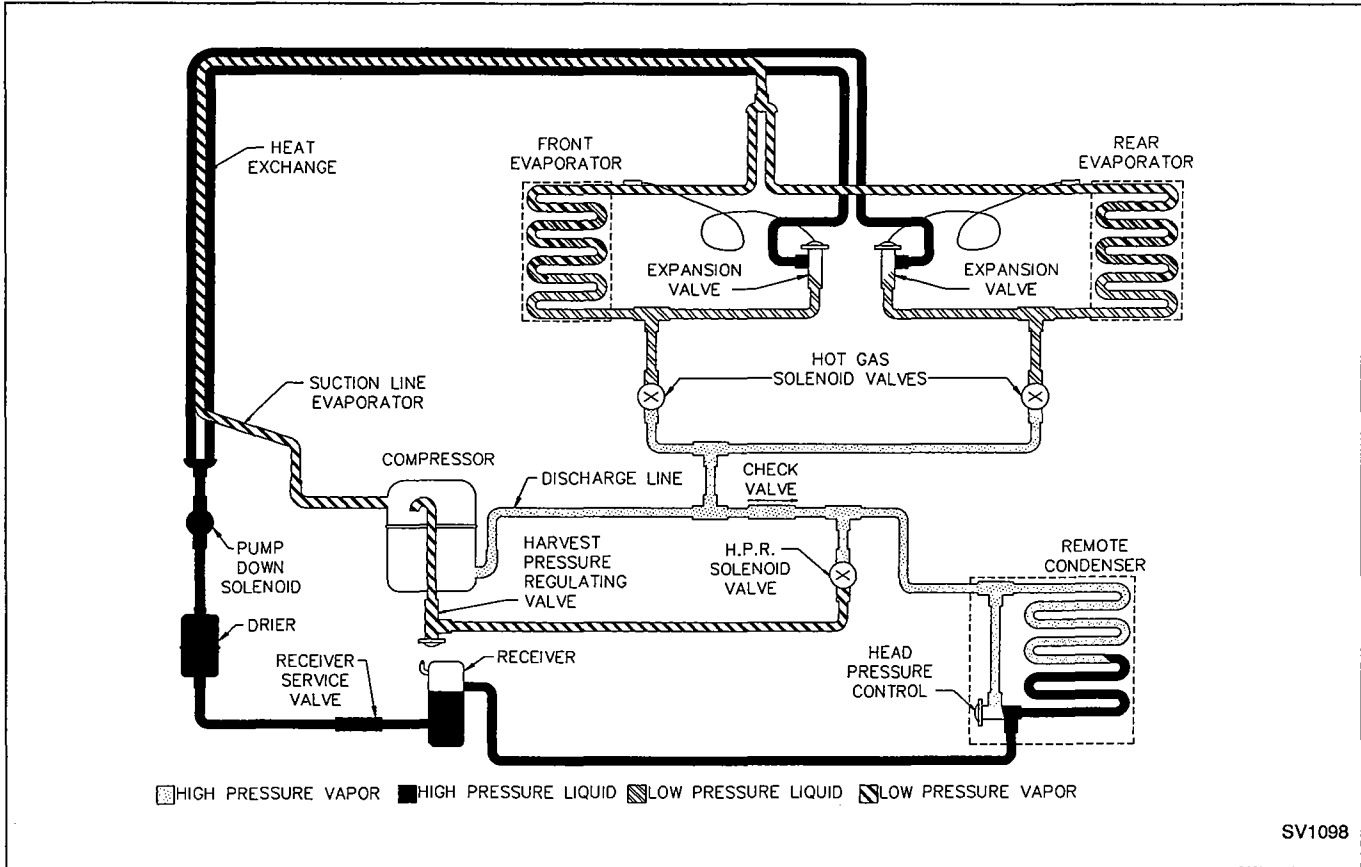 HEAT
EXCHANGE
FRONT
EVAPORATOR
REAR
EVAPORATOR
EXPANSION
VALVE
EXPANSION
VALVE
HOT GAS
SOLENOID VALVES
SUCTION LINE
EVAPORATOR
COMPRESSOR
DISCHARGE LINE
CHECK
VALVE
PUMP
DOWN
SOLENOID
HARVEST
PRESSURE
REGULATING
VALVE
H.P.R.
SOLENOID
VALVE
REMOTE
CONDENSER
DRIER
RECEIVER
SERVICE
VALVE
RECEIVER
HEAD
PRESSURE
CONTROL
HIGH PRESSURE VAPOR HIGH PRESSURE LIQUID LOW PRESSURE LIQUID LOW PRESSURE VAPOR
SV1098